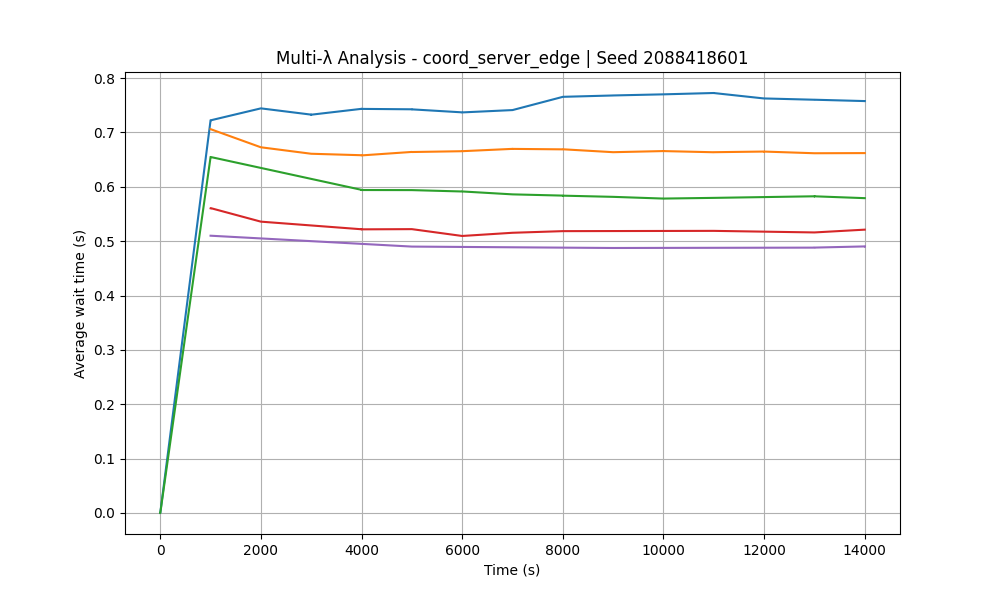 Multi-λ Analysis - coord_server_edge | Seed 2088418601
Average wait time (s)
0.8
0.7
0.6
0.5
0.4
0.3
0.2
0.1
0.0
0 2000 4000 6000 8000 10000 12000 14000
Time (s)